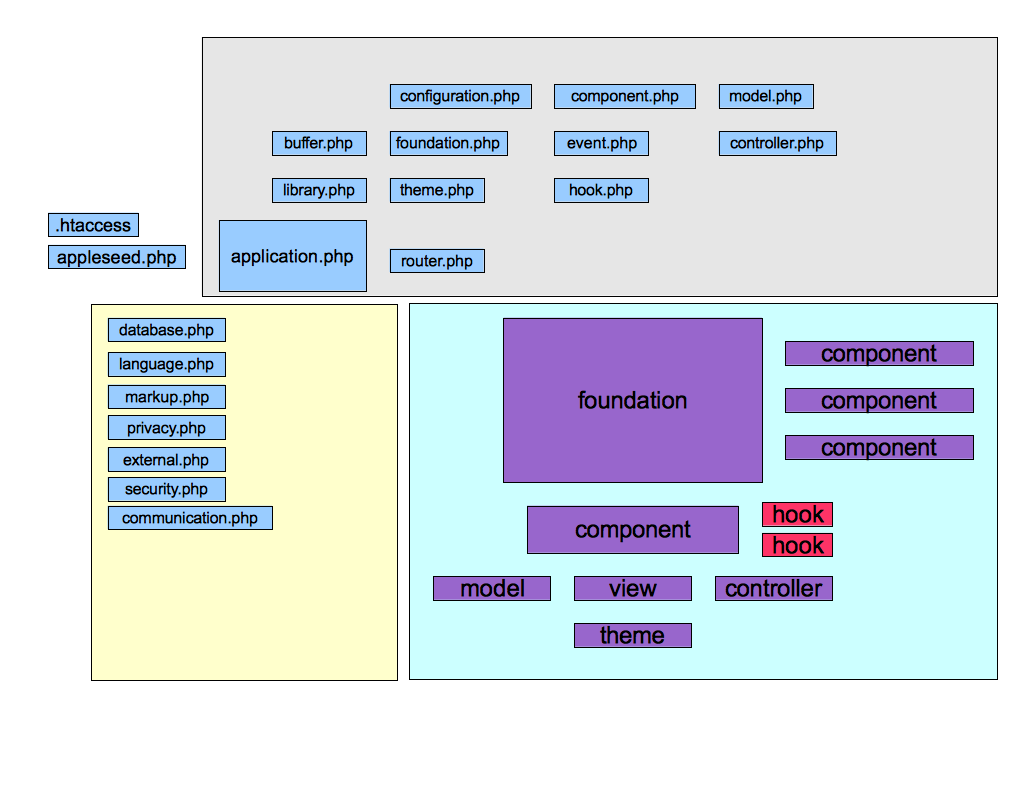 configuration.php
component.php
model.php
buffer.php
foundation.php
event.php
controller.php
library.php
theme.php
hook.php
.htaccess
appleseed.php
application.php
router.php
database.php
language.php
markup.php
privacy.php
external.php
security.php
communication.php
foundation
component
component
component
component
hook
hook
model
view
controller
theme